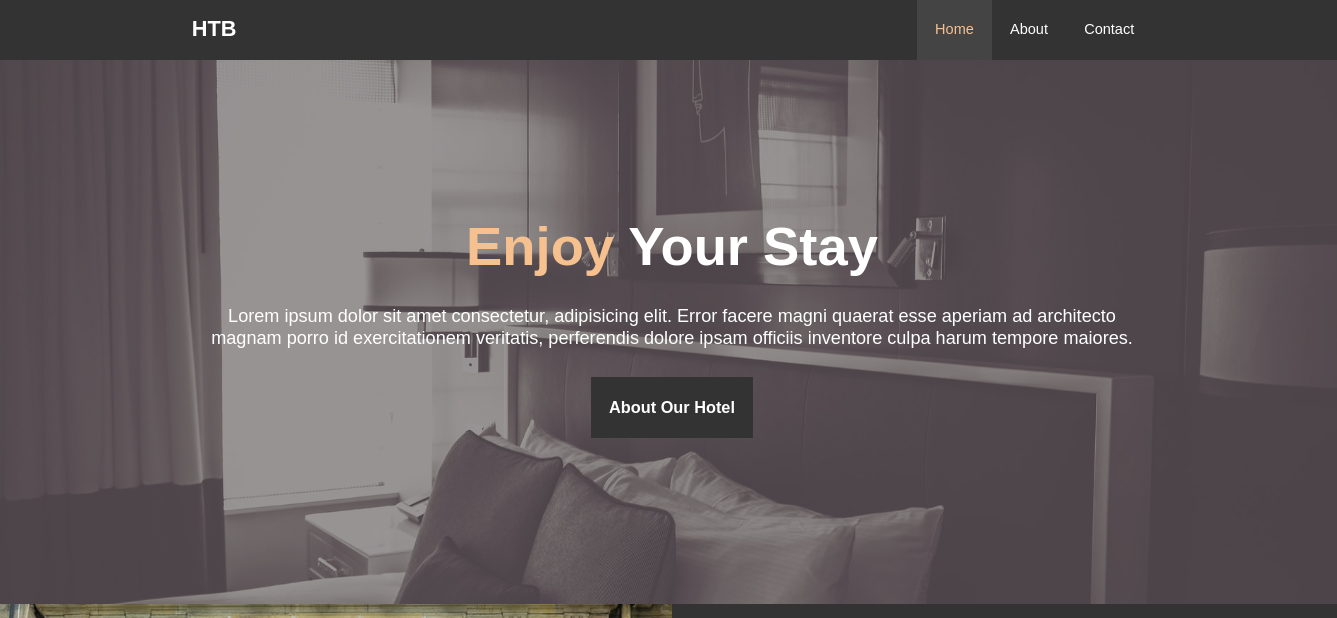 HTB
Home About Contact
Enjoy Your Stay
Lorem ipsum dolor sit amet consectetur, adipisicing elit. Error facere magni quaerat esse aperiam ad architecto
magnam porro id exercitationem veritatis, perferendis dolore ipsam officiis inventore culpa harum tempore maiores.
About Our Hotel